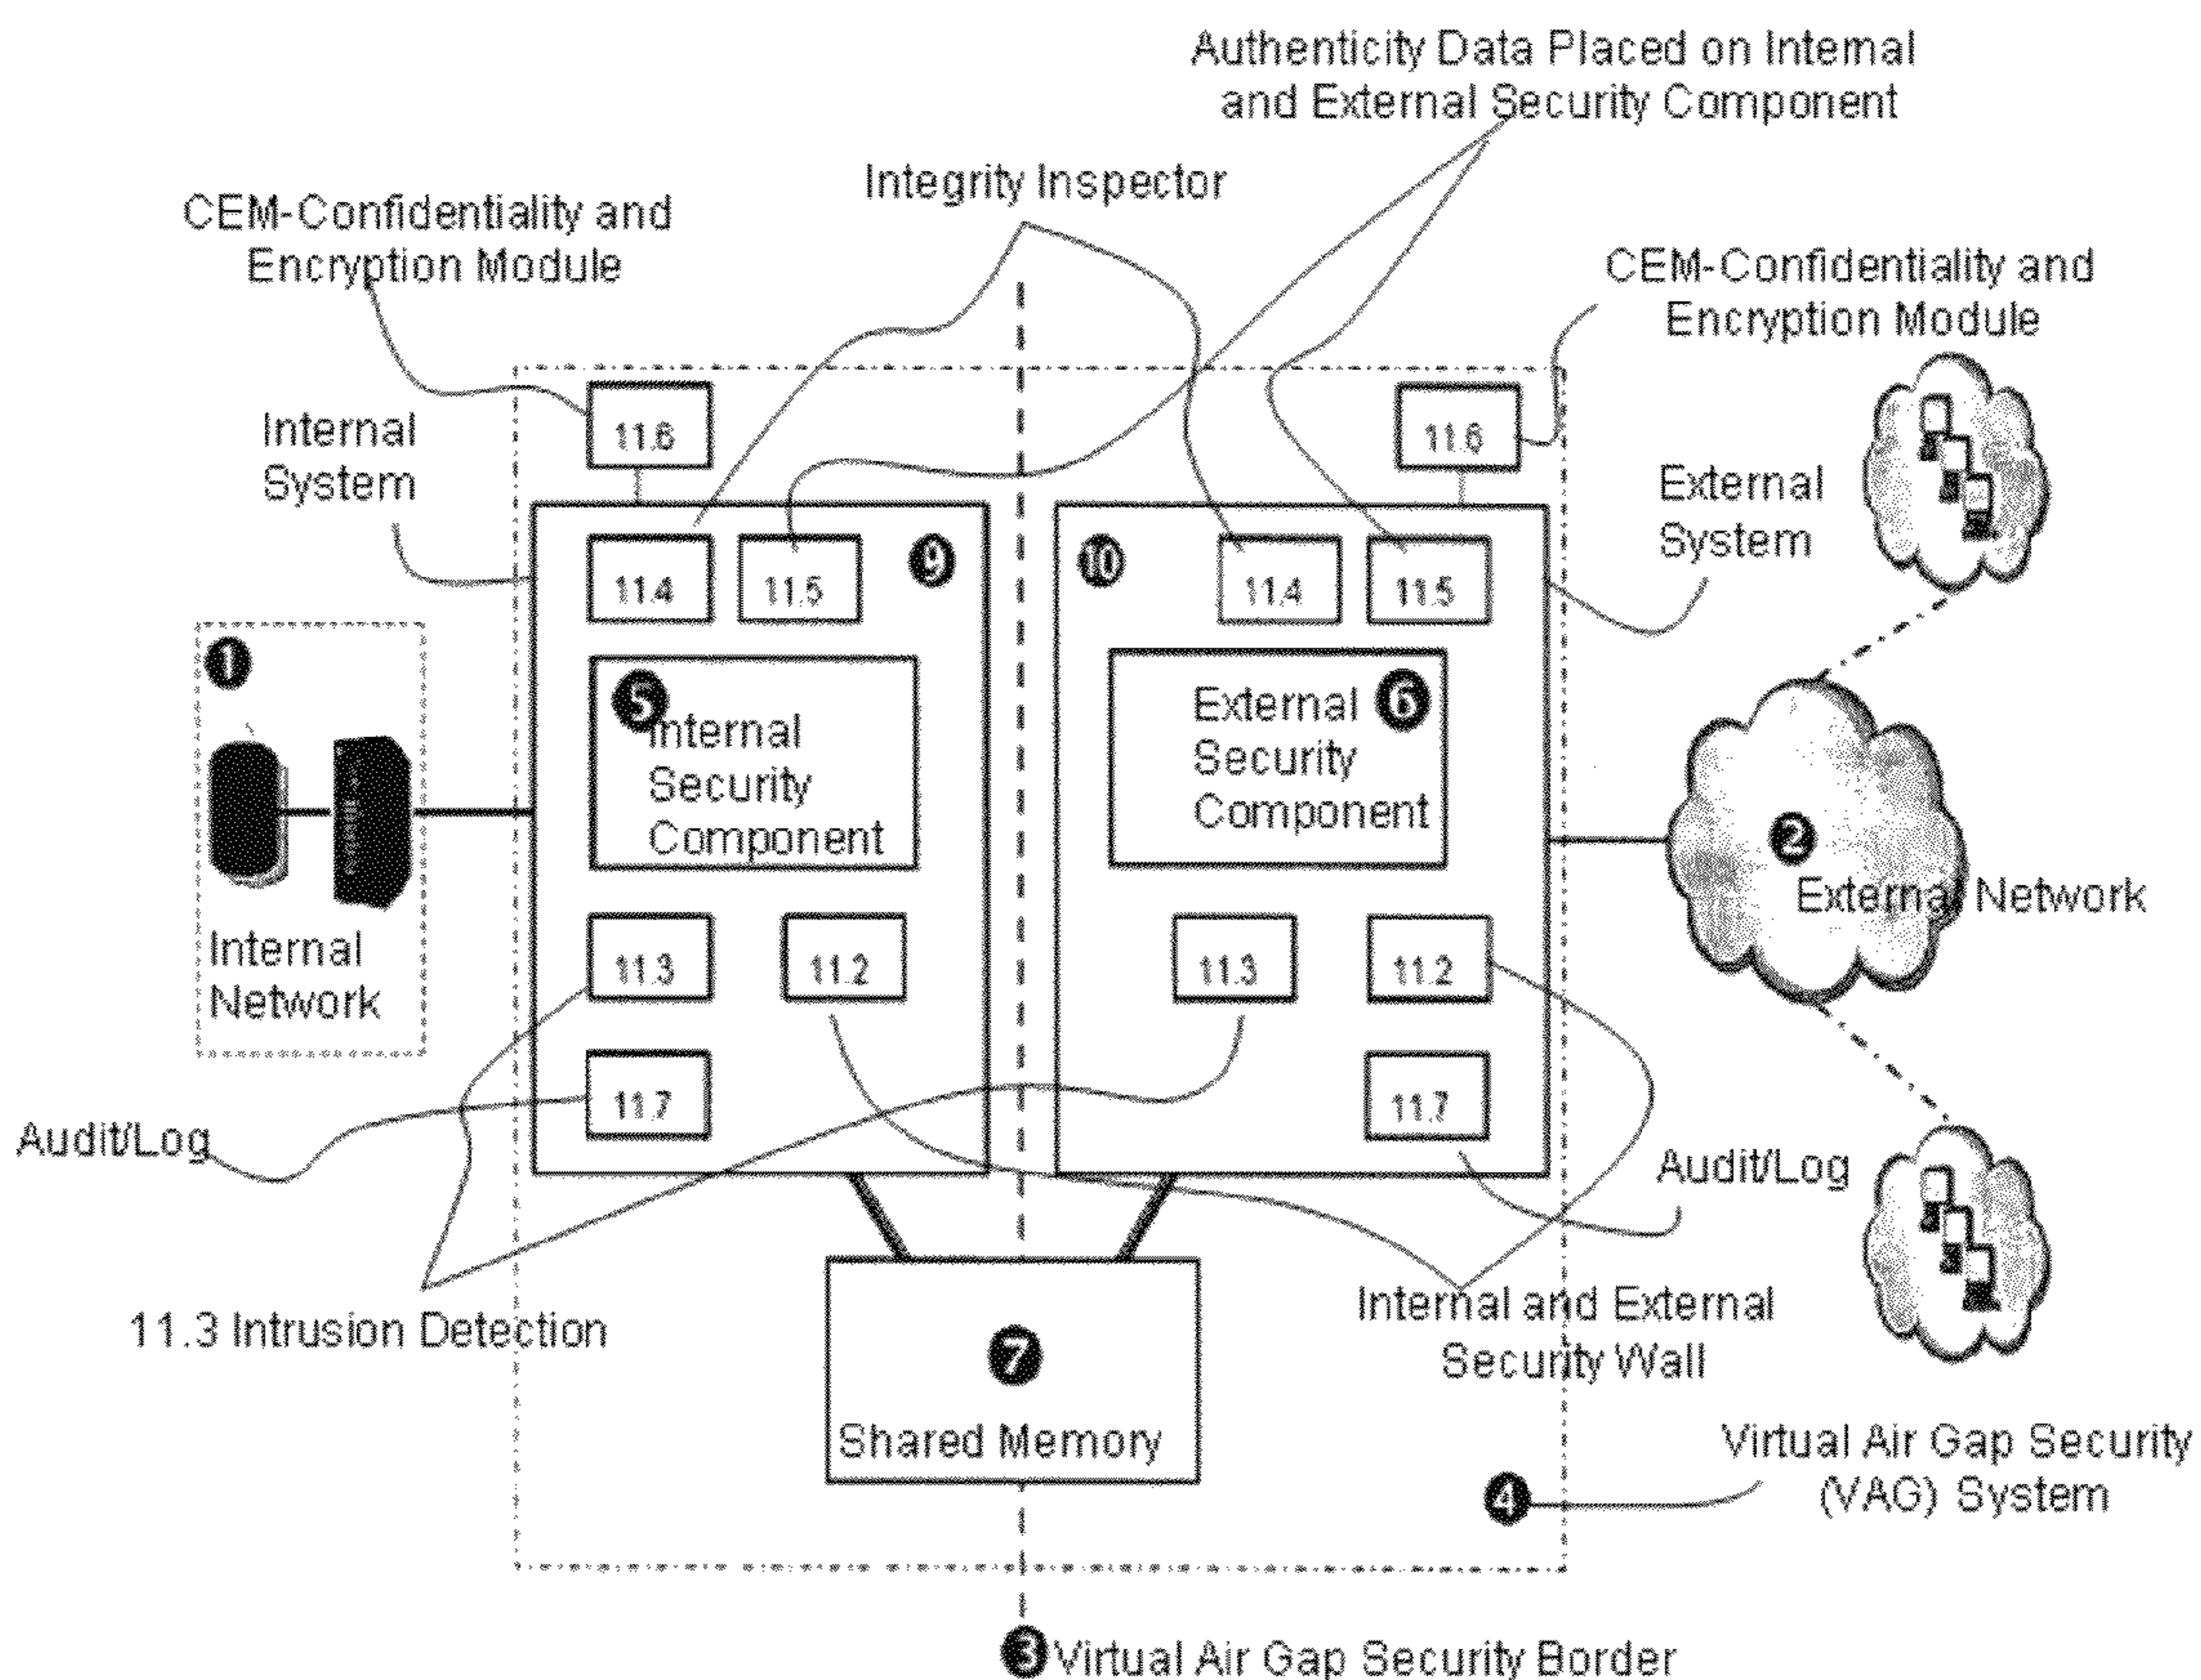 Authenticity Data Placed on Internal
and External Security Component
Integrity Inspector
CEM-Confidentiality and
Encryption Module
CEM-Confidentiality and
Encryption Module
Internal
System
11.6
11.6
External
System
11.4
11.5
9
10
11.4
11.5
1
5
Internal
Security
Component
External
Security
Component
6
2
External Network
Internal
Network
11.3
11.2
11.3
11.2
11.7
11.7
Audit/Log
Audit/Log
11.3 Intrusion Detection
Internal and External
Security Wall
7
Shared Memory
4
Virtual Air Gap Security
(VAG) System
3 Virtual Air Gap Security Border